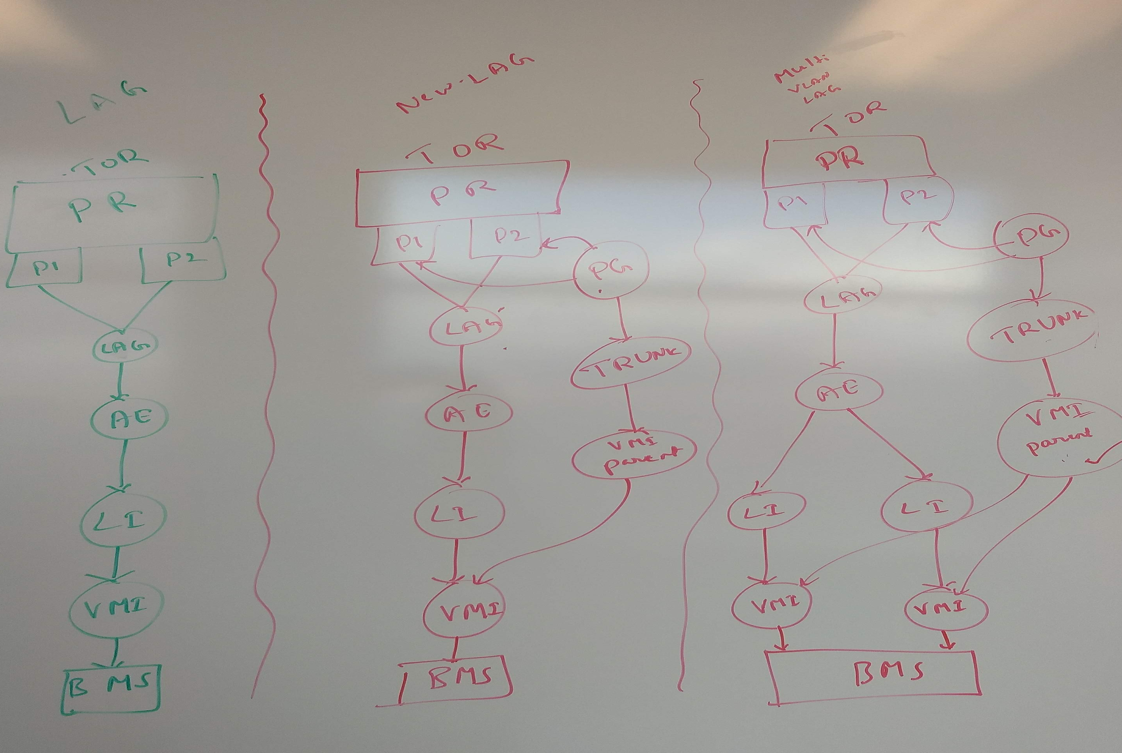 LAG
TOR
PR
P1
P2
LAG
AE
LI
VMI
BMS
New-LAG
TOR
PR
P1
P2
PG
LAG
TRUNK
AE
VMI
parent
LI
VMI
BMS
Multi
VLAN
LAG
TOR
PR
P1
P2
PG
LAG
TRUNK
AE
VMI
parent
LI
LI
VMI
VMI
BMS